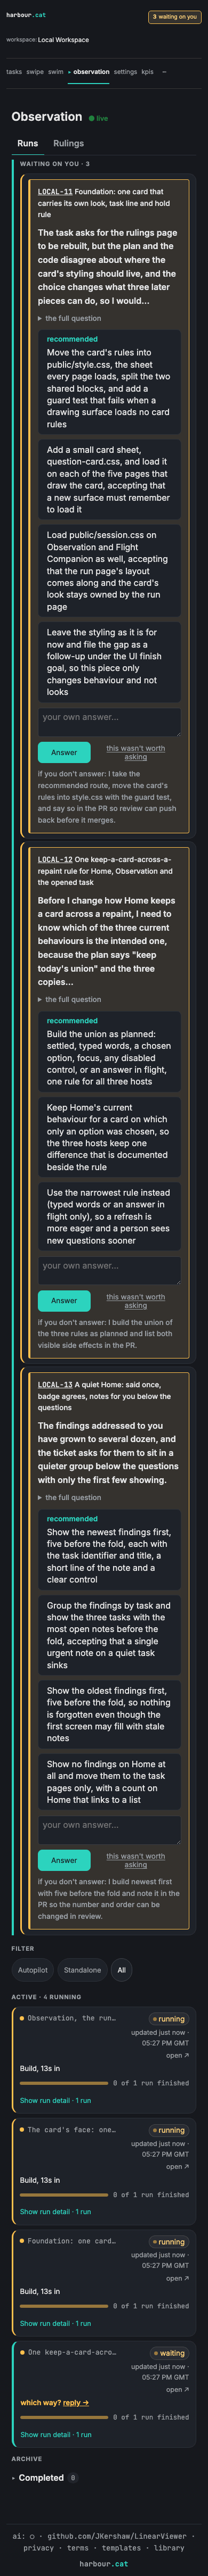 harbour.cat
3 waiting on you
workspace: Local Workspace
tasks swipe swim ▸ observation settings kpis ⋯
Observation ● live
Runs Rulings
WAITING ON YOU · 3
LOCAL-11 Foundation: one card that
carries its own look, task line and hold
rule
The task asks for the rulings page
to be rebuilt, but the plan and the
code disagree about where the
card's styling should live, and the
choice changes what three later
pieces can do, so I would...
▶ the full question
recommended
Move the card's rules into
public/style.css, the sheet
every page loads, split the two
shared blocks, and add a
guard test that fails when a
drawing surface loads no card
rules
Add a small card sheet,
question-card.css, and load it
on each of the five pages that
draw the card, accepting that
a new surface must remember
to load it
Load public/session.css on
Observation and Flight
Companion as well, accepting
that the run page's layout
comes along and the card's
look stays owned by the run
page
Leave the styling as it is for
now and file the gap as a
follow-up under the UI finish
goal, so this piece only
changes behaviour and not
looks
your own answer...
Answer
this wasn't worth
asking
if you don't answer: I take the
recommended route, move the card's
rules into style.css with the guard test,
and say so in the PR so review can push
back before it merges.
LOCAL-12 One keep-a-card-across-a-
repaint rule for Home, Observation and
the opened task
Before I change how Home keeps
a card across a repaint, I need to
know which of the three current
behaviours is the intended one,
because the plan says "keep
today's union" and the three
copies...
▶ the full question
recommended
Build the union as planned:
settled, typed words, a chosen
option, focus, any disabled
control, or an answer in flight,
one rule for all three hosts
Keep Home's current
behaviour for a card on which
only an option was chosen, so
the three hosts keep one
difference that is documented
beside the rule
Use the narrowest rule instead
(typed words or an answer in
flight only), so a refresh is
more eager and a person sees
new questions sooner
your own answer...
Answer
this wasn't worth
asking
if you don't answer: I build the union of
the three rules as planned and list both
visible side effects in the PR.
LOCAL-13 A quiet Home: said once,
badge agrees, notes for you below the
questions
The findings addressed to you
have grown to several dozen, and
the ticket asks for them to sit in a
quieter group below the questions
with only the first few showing.
▶ the full question
recommended
Show the newest findings first,
five before the fold, each with
the task identifier and title, a
short line of the note and a
clear control
Group the findings by task and
show the three tasks with the
most open notes before the
fold, accepting that a single
urgent note on a quiet task
sinks
Show the oldest findings first,
five before the fold, so nothing
is forgotten even though the
first screen may fill with stale
notes
Show no findings on Home at
all and move them to the task
pages only, with a count on
Home that links to a list
your own answer...
Answer
this wasn't worth
asking
if you don't answer: I build newest first
with five before the fold and note it in the
PR so the number and order can be
changed in review.
FILTER
Autopilot Standalone All
ACTIVE · 4 RUNNING
Observation, the run…
running
updated just now ·
05:27 PM GMT
open ↗
Build, 13s in
0 of 1 run finished
Show run detail · 1 run
The card's face: one…
running
updated just now ·
05:27 PM GMT
open ↗
Build, 13s in
0 of 1 run finished
Show run detail · 1 run
Foundation: one card…
running
updated just now ·
05:27 PM GMT
open ↗
Build, 13s in
0 of 1 run finished
Show run detail · 1 run
One keep-a-card-acro…
waiting
updated just now ·
05:27 PM GMT
open ↗
which way? reply →
0 of 1 run finished
Show run detail · 1 run
ARCHIVE
▸ Completed 0
ai: ○ · github.com/JKershaw/LinearViewer ·
privacy · terms · templates · library
harbour.cat